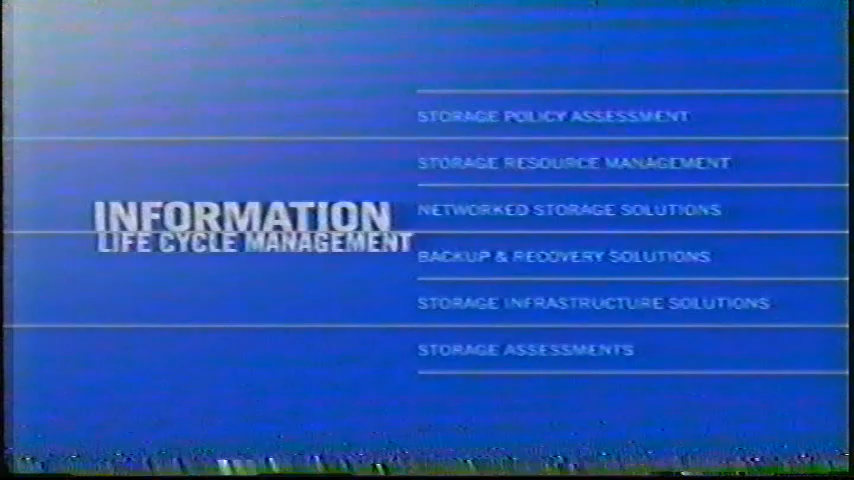 INFORMATION
LIFE CYCLE MANAGEMENT
STORAGE POLICY ASSESSMENT
STORAGE RESOURCE MANAGEMENT
NETWORKED STORAGE SOLUTIONS
BACKUP & RECOVERY SOLUTIONS
STORAGE INFRASTRUCTURE SOLUTIONS
STORAGE ASSESSMENTS